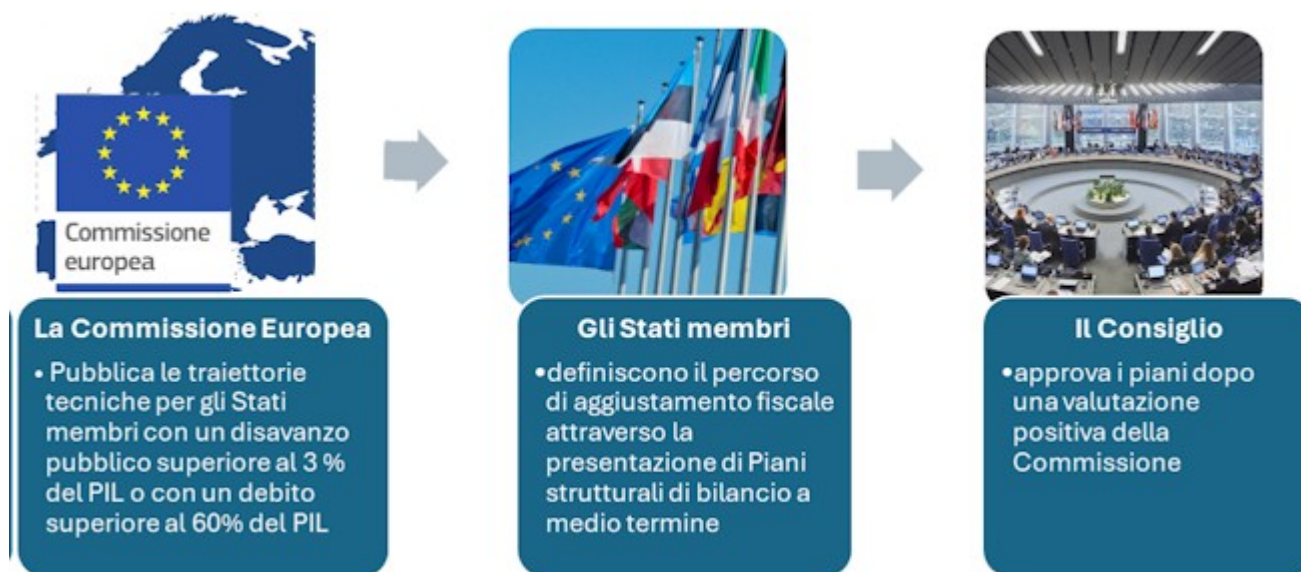 Commissione
europea
La Commissione Europea
• Pubblica le traiettorie
tecniche per gli Stati
membri con un disavanzo
pubblico superiore al 3 %
del PIL o con un debito
superiore al 60% del PIL
Gli Stati membri
•definiscono il percorso
di aggiustamento fiscale
attraverso la
presentazione di Piani
strutturali di bilancio a
medio termine
Il Consiglio
•approva i piani dopo
una valutazione
positiva della
Commissione